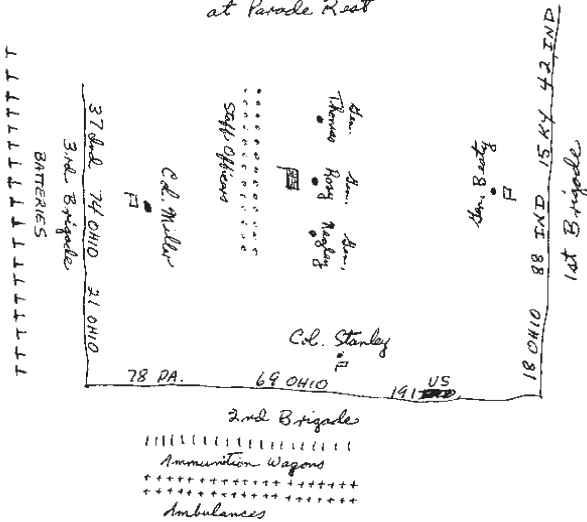 at Parade Rest
BATTERIES
3rd Brigade
37 Ind 74 OHIO 21 OHIO
Col. Miller
Staff Officers
Gen. Thomas
Gen. Rosy
Gen. Negley
Gen. Beatty
18 OHIO 88 IND 15 KY 42 IND
1st Brigade
Col. Stanley
78 PA. 69 OHIO 191 US
2nd Brigade
Ammunition Wagons
Ambulances